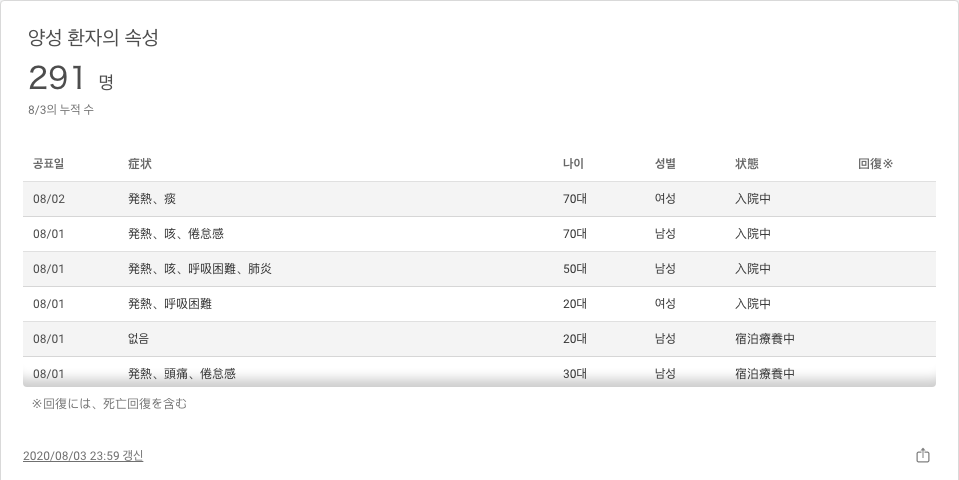 양성 환자의 속성
291 명
8/3의 누적 수
공표일 症状 나이 성별 状態 回復※
08/02 発熱、痰 70대 여성 入院中
08/01 発熱、咳、倦怠感 70대 남성 入院中
08/01 発熱、咳、呼吸困難、肺炎 50대 남성 入院中
08/01 発熱、呼吸困難 20대 여성 入院中
08/01 없음 20대 남성 宿泊療養中
08/01 発熱、頭痛、倦怠感 30대 남성 宿泊療養中
※回復には、死亡回復を含む
2020/08/03 23:59 갱신